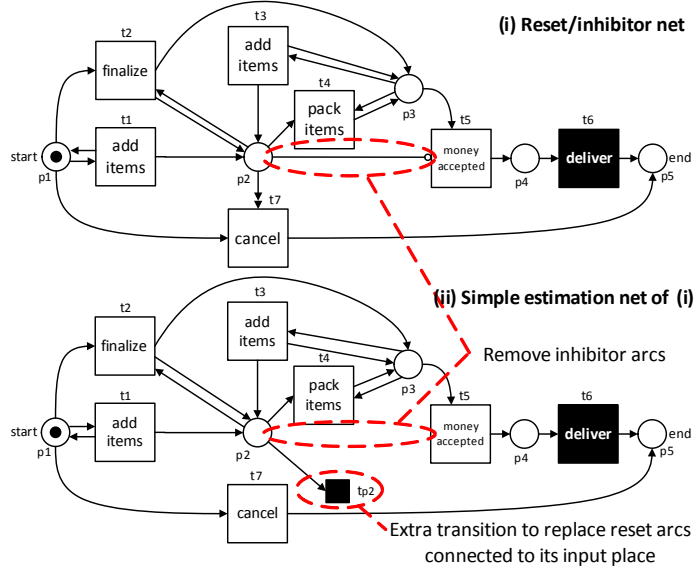 (i) Reset/inhibitor net
t3
t2
add
items
finalize
t4
pack
items
p3
t5
t6
t1
start
add
items
money
accepted
deliver
end
p1
p2
p4
p5
t7
cancel
(ii) Simple estimation net of (i)
t3
t2
add
items
finalize
t4
pack
items
p3
Remove inhibitor arcs
t5
t6
t1
start
add
items
money
accepted
deliver
end
p1
p2
p4
p5
t7
cancel
tp2
Extra transition to replace reset arcs
connected to its input place